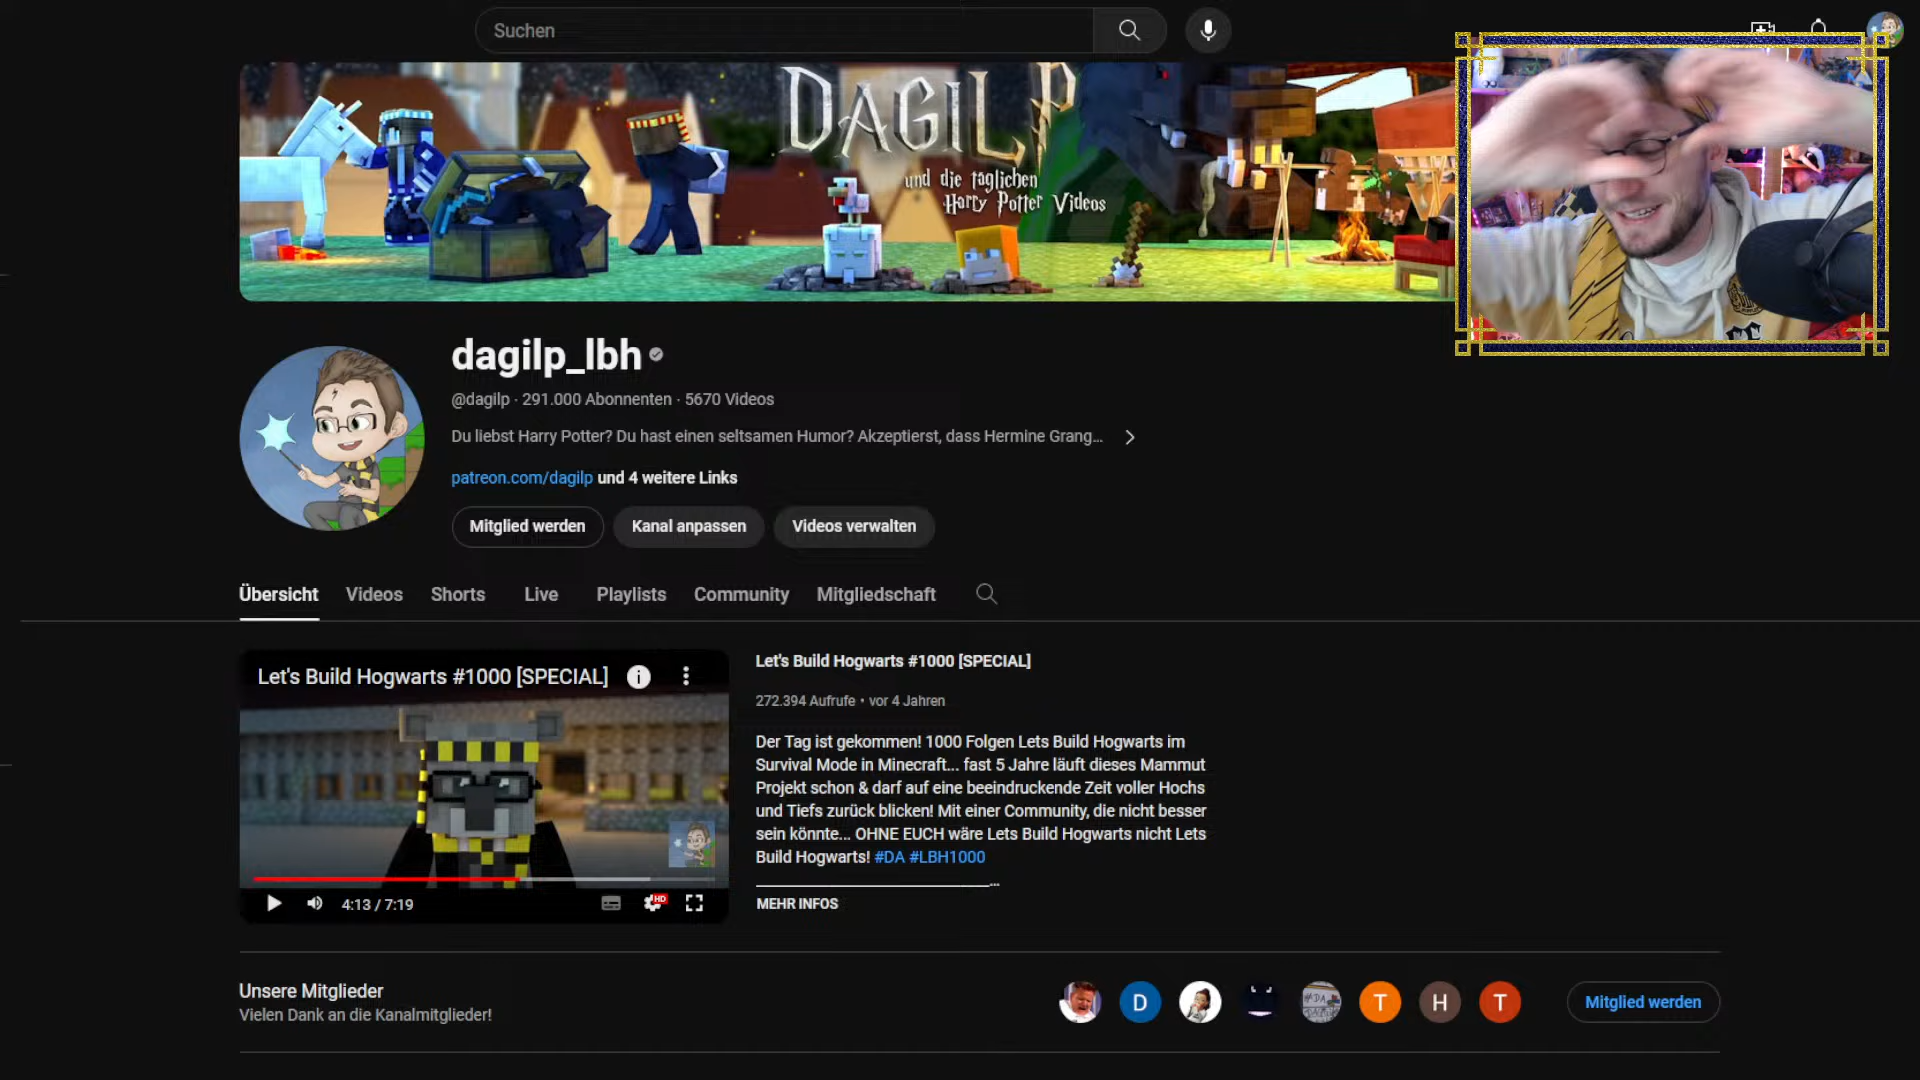 Suchen
DAGILP
und die täglichen
Harry Potter Videos
dagilp_lbh
@dagilp · 291.000 Abonnenten · 5670 Videos
Du liebst Harry Potter? Du hast einen seltsamen Humor? Akzeptierst, dass Hermine Grang...
patreon.com/dagilp und 4 weitere Links
Mitglied werden
Kanal anpassen
Videos verwalten
Übersicht
Videos
Shorts
Live
Playlists
Community
Mitgliedschaft
Let's Build Hogwarts #1000 [SPECIAL]
4:13 / 7:19
HD
Let's Build Hogwarts #1000 [SPECIAL]
272.394 Aufrufe • vor 4 Jahren
Der Tag ist gekommen! 1000 Folgen Lets Build Hogwarts im
Survival Mode in Minecraft... fast 5 Jahre läuft dieses Mammut
Projekt schon & darf auf eine beeindruckende Zeit voller Hochs
und Tiefs zurück blicken! Mit einer Community, die nicht besser
sein könnte... OHNE EUCH wäre Lets Build Hogwarts nicht Lets
Build Hogwarts! #DA #LBH1000
______________________________...
MEHR INFOS
Unsere Mitglieder
Vielen Dank an die Kanalmitglieder!
D
T
H
T
Mitglied werden